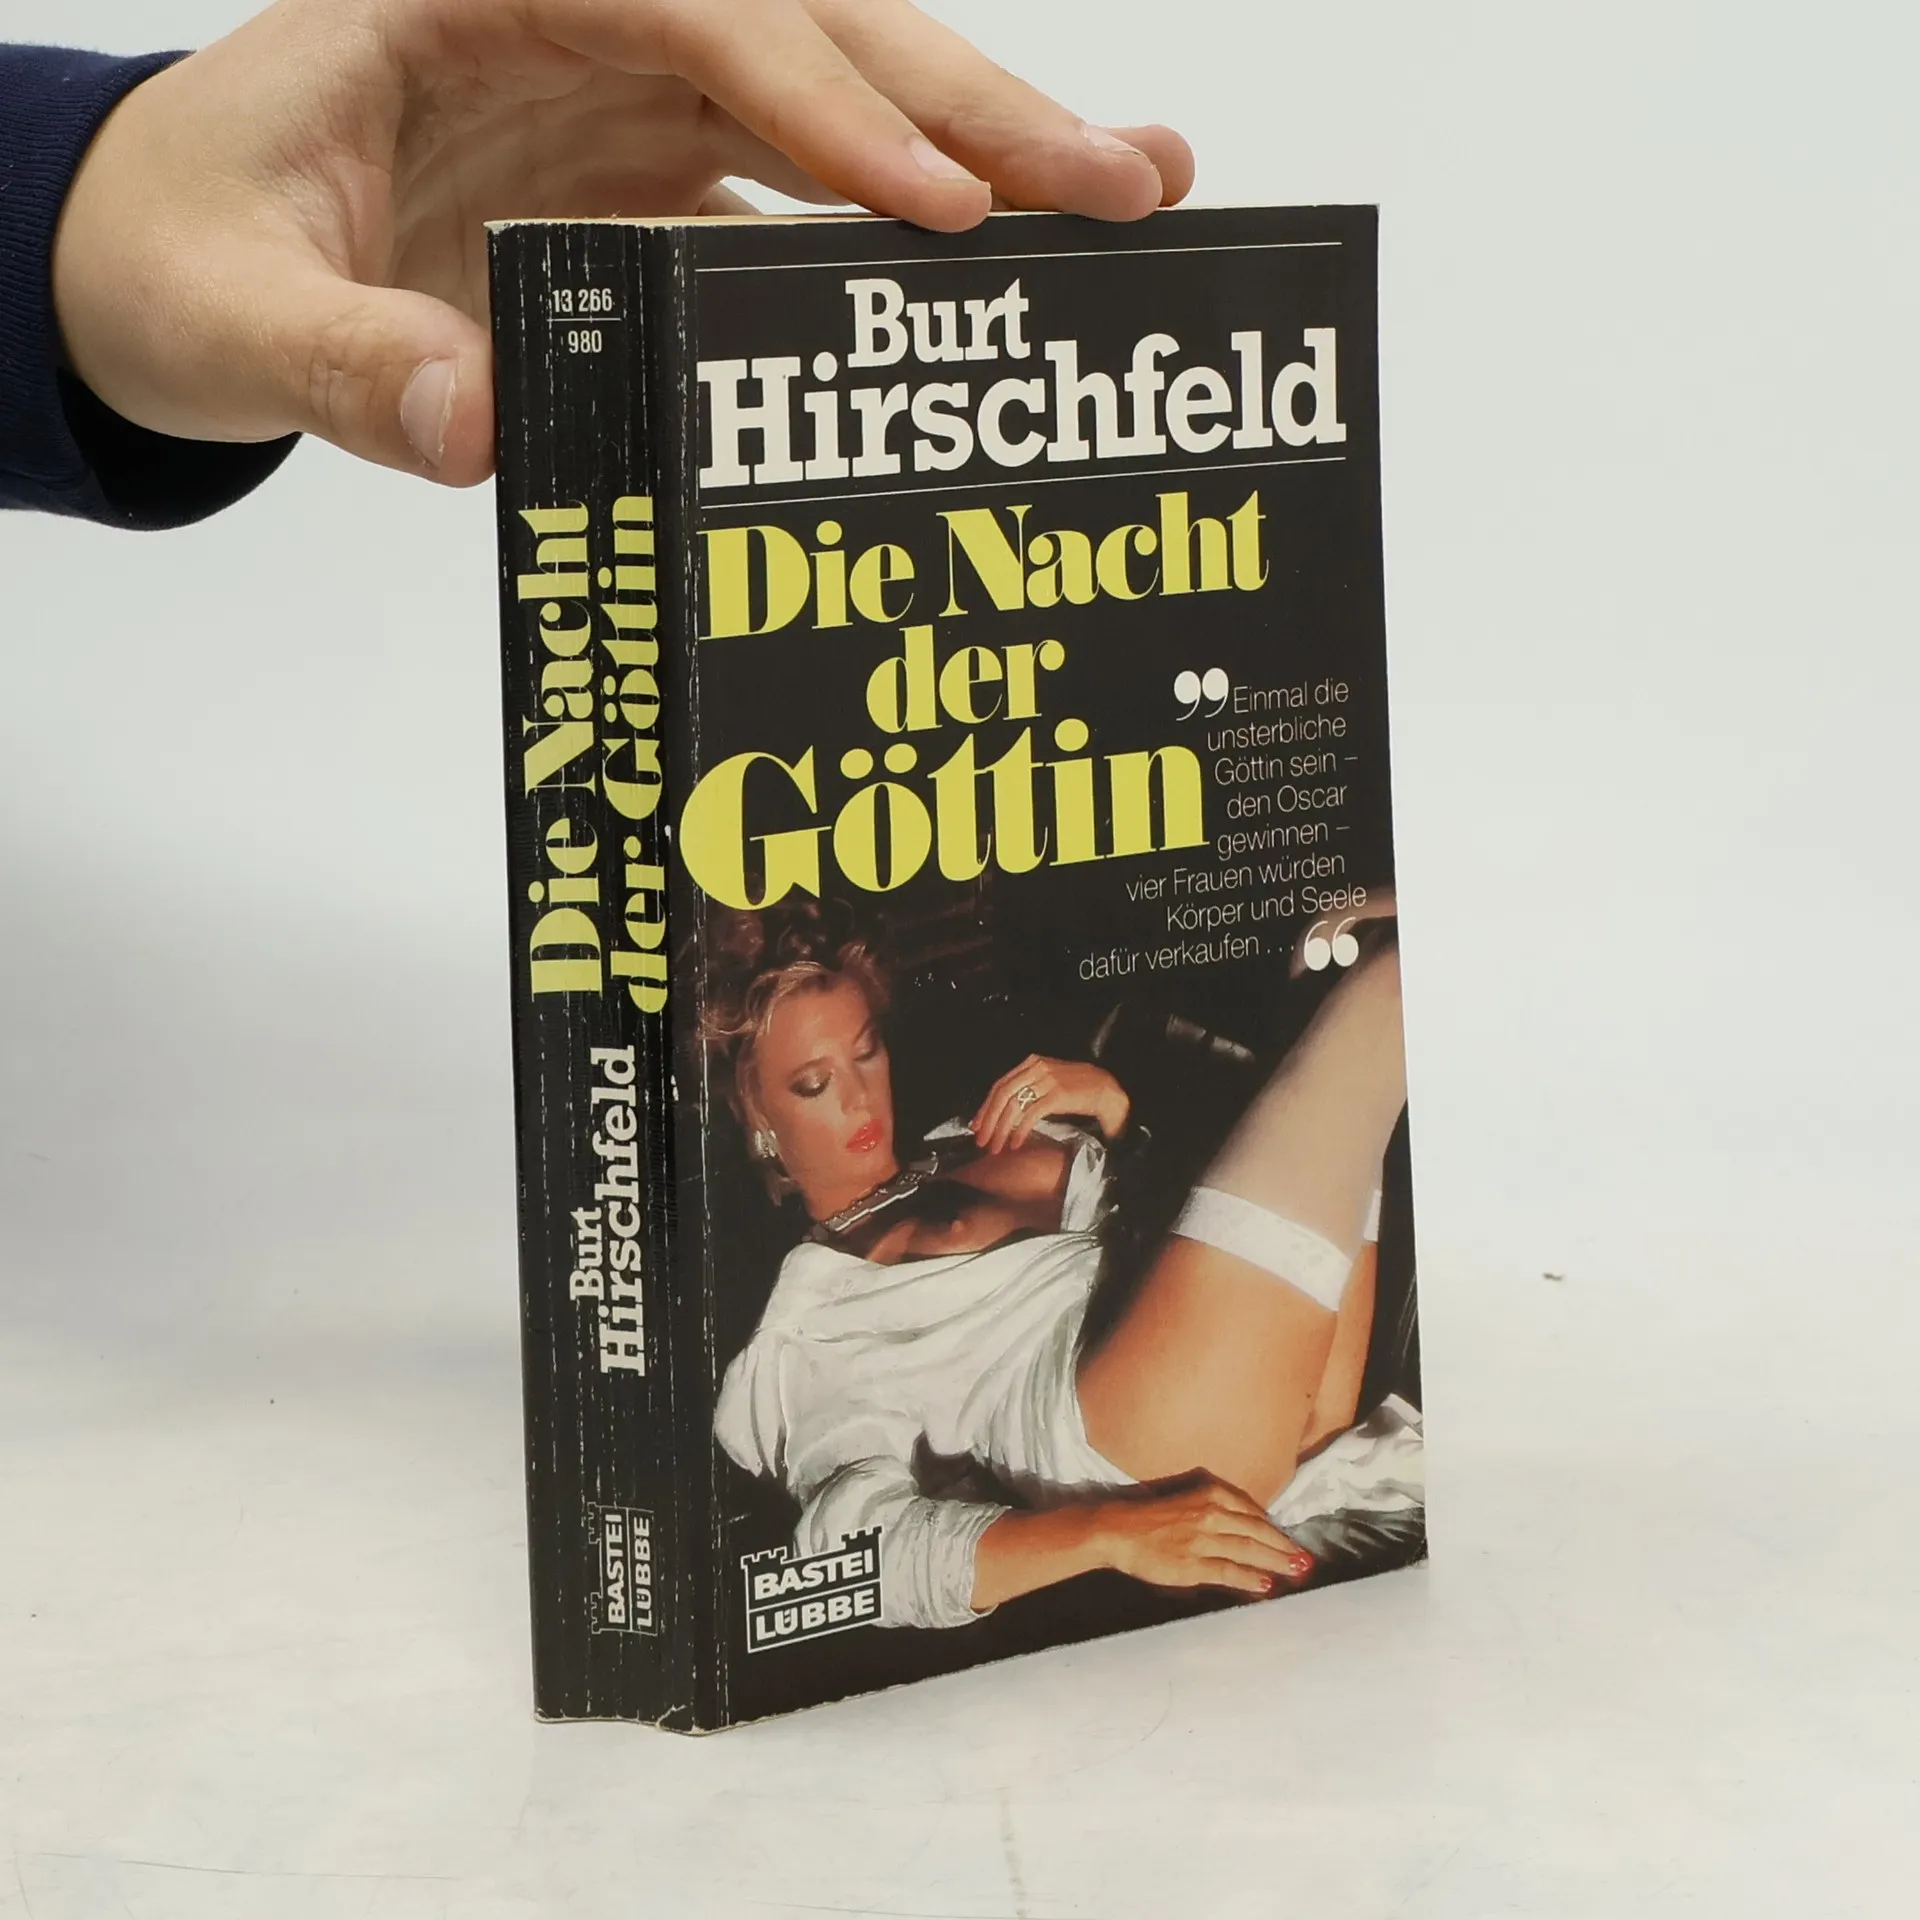 13 266
980
Die Nacht
der Göttin
Burt
Hirschfeld
BASTEI
LÜBBE
Burt
Hirschfeld
Die Nacht
der
Göttin
”Einmal die
unsterbliche
Göttin sein –
den Oscar
gewinnen –
vier Frauen würden
Körper und Seele
dafür verkaufen . . . “
BASTEI
LÜBBE